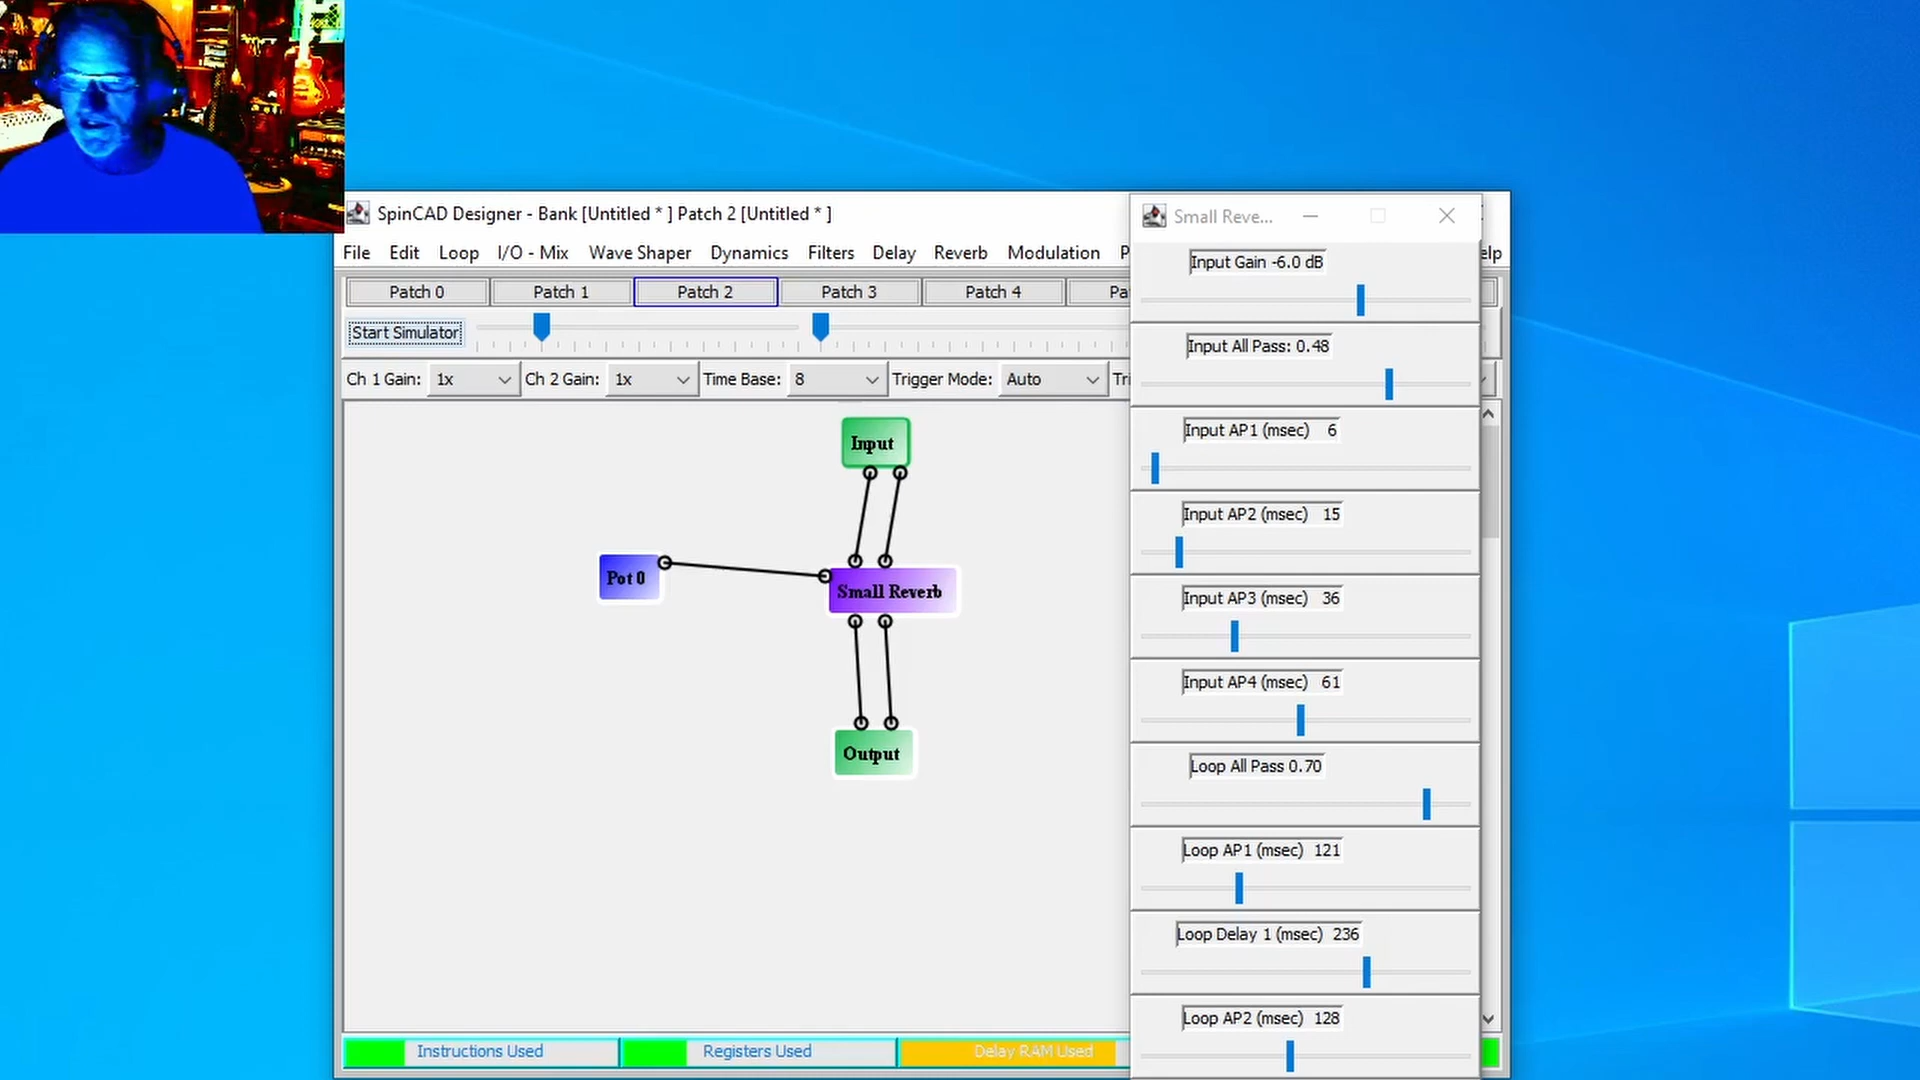 SpinCAD Designer - Bank [Untitled * ] Patch 2 [Untitled * ]
File Edit Loop I/O - Mix Wave Shaper Dynamics Filters Delay Reverb Modulation P elp
Patch 0 Patch 1 Patch 2 Patch 3 Patch 4 Pa
Start Simulator
Ch 1 Gain: 1x Ch 2 Gain: 1x Time Base: 8 Trigger Mode: Auto Tri
Input
Pot 0
Small Reverb
Output
Instructions Used Registers Used Delay RAM Used
Small Reve...
Input Gain -6.0 dB
Input All Pass: 0.48
Input AP1 (msec) 6
Input AP2 (msec) 15
Input AP3 (msec) 36
Input AP4 (msec) 61
Loop All Pass 0.70
Loop AP1 (msec) 121
Loop Delay 1 (msec) 236
Loop AP2 (msec) 128